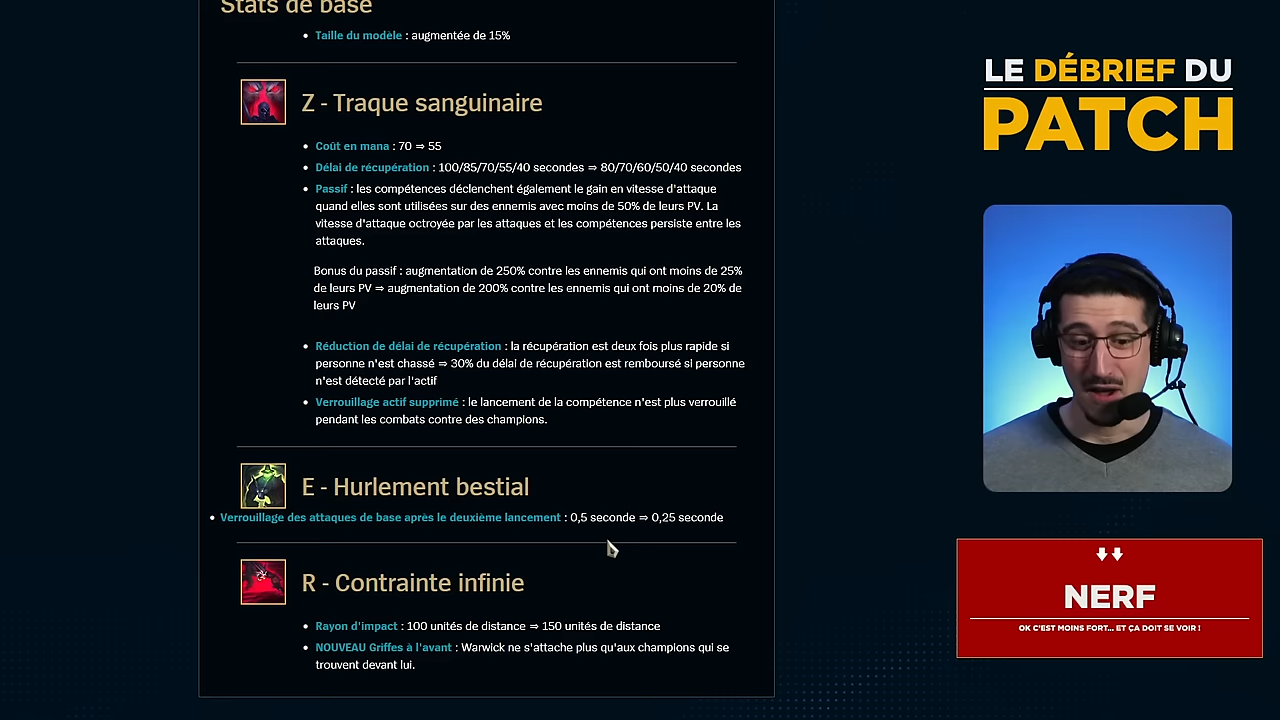 Stats de base
• Taille du modèle : augmentée de 15%
Z - Traque sanguinaire
• Coût en mana : 70 ⇒ 55
• Délai de récupération : 100/85/70/55/40 secondes ⇒ 80/70/60/50/40 secondes
• Passif : les compétences déclenchent également le gain en vitesse d'attaque
quand elles sont utilisées sur des ennemis avec moins de 50% de leurs PV. La
vitesse d'attaque octroyée par les attaques et les compétences persiste entre les
attaques.
Bonus du passif : augmentation de 250% contre les ennemis qui ont moins de 25%
de leurs PV ⇒ augmentation de 200% contre les ennemis qui ont moins de 20% de
leurs PV
• Réduction de délai de récupération : la récupération est deux fois plus rapide si
personne n'est chassé ⇒ 30% du délai de récupération est remboursé si personne
n'est détecté par l'actif
• Verrouillage actif supprimé : le lancement de la compétence n'est plus verrouillé
pendant les combats contre des champions.
E - Hurlement bestial
• Verrouillage des attaques de base après le deuxième lancement : 0,5 seconde ⇒ 0,25 seconde
R - Contrainte infinie
• Rayon d'impact : 100 unités de distance ⇒ 150 unités de distance
• NOUVEAU Griffes à l'avant : Warwick ne s'attache plus qu'aux champions qui se
trouvent devant lui.
LE DÉBRIEF DU
PATCH
NERF
OK C'EST MOINS FORT... ET ÇA DOIT SE VOIR !